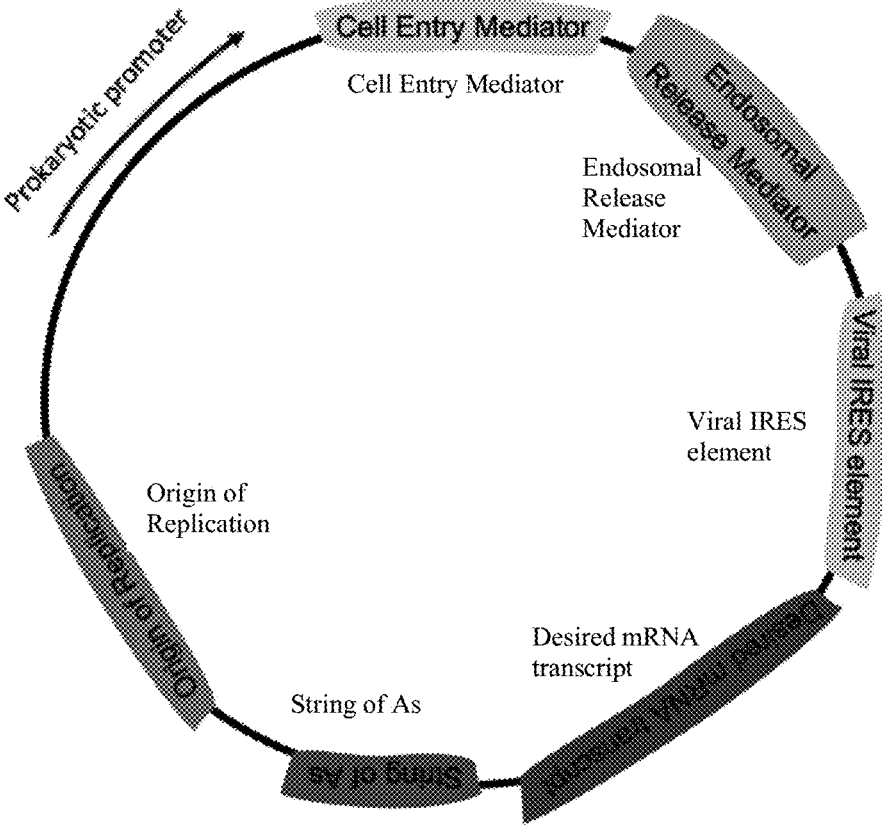 Prokaryotic promoter
Cell Entry Mediator
Cell Entry Mediator
Endosomal
Release Mediator
Endosomal
Release
Mediator
Viral IRES element
Viral IRES
element
Desired mRNA transcript
Desired mRNA
transcript
String of As
String of As
Origin of Replication
Origin of
Replication